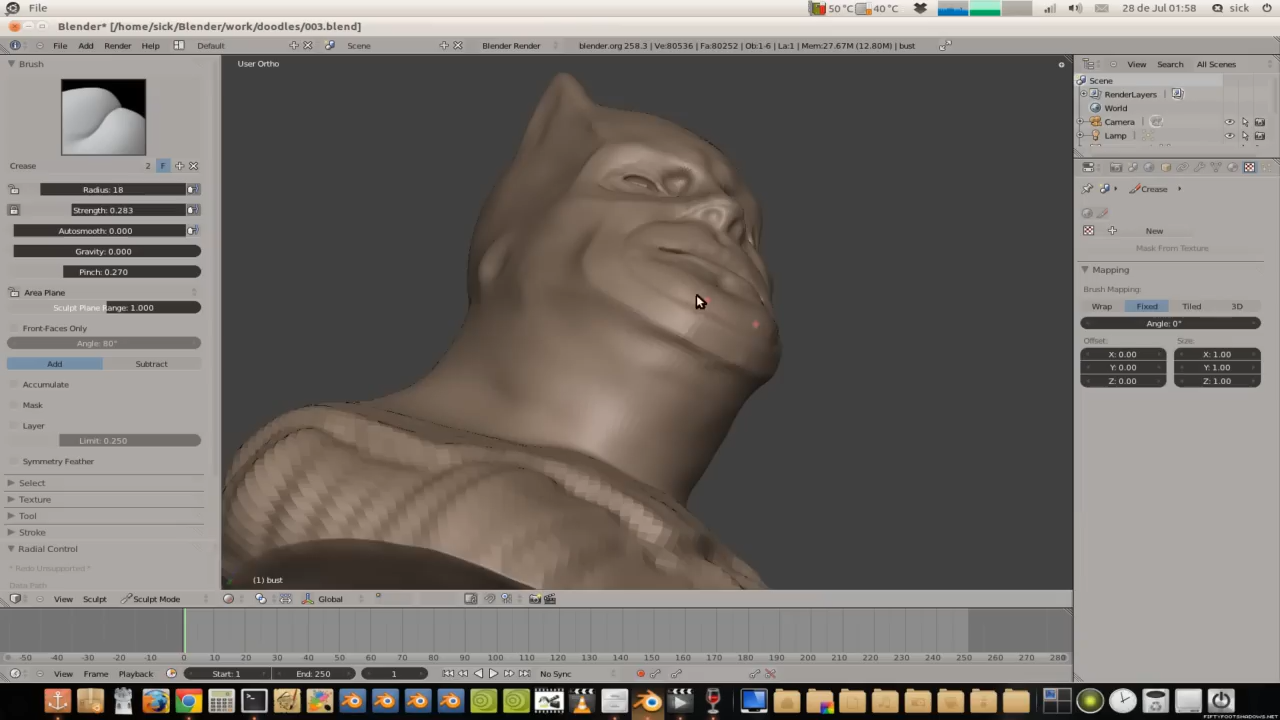 File
50 °C 40 °C
28 de Jul 01:58
sick
Blender* [/home/sick/Blender/work/doodles/003.blend]
File Add Render Help
Default
Scene
Blender Render
blender.org 258.3 | Ve:80536 | Fa:80252 | Ob:1-6 | La:1 | Mem:27.67M (12.80M) | bust
View Search All Scenes
Brush
User Ortho
Scene
RenderLayers
World
Camera
Lamp
Crease 2 F
Crease
Radius: 18
Strength: 0.283
Autosmooth: 0.000
Gravity: 0.000
Pinch: 0.270
Area Plane
Sculpt Plane Range: 1.000
Front-Faces Only
Angle: 80°
Add Subtract
Accumulate
Mask
Layer
Limit: 0.250
Symmetry Feather
Select
Texture
Tool
Stroke
Radial Control
* Redo Unsupported *
Data Path
New
Mask From Texture
Mapping
Brush Mapping:
Wrap Fixed Tiled 3D
Angle: 0°
Offset: Size:
X: 0.00 X: 1.00
Y: 0.00 Y: 1.00
Z: 0.00 Z: 1.00
(1) bust
View Sculpt Sculpt Mode Global
-50 -40 -30 -20 -10 0 10 20 30 40 50 60 70 80 90 100 110 120 130 140 150 160 170 180 190 200 210 220 230 240 250 260 270 280
View Frame Playback Start: 1 End: 250 1 No Sync
FIFTYFOOTSHADOWS.NET